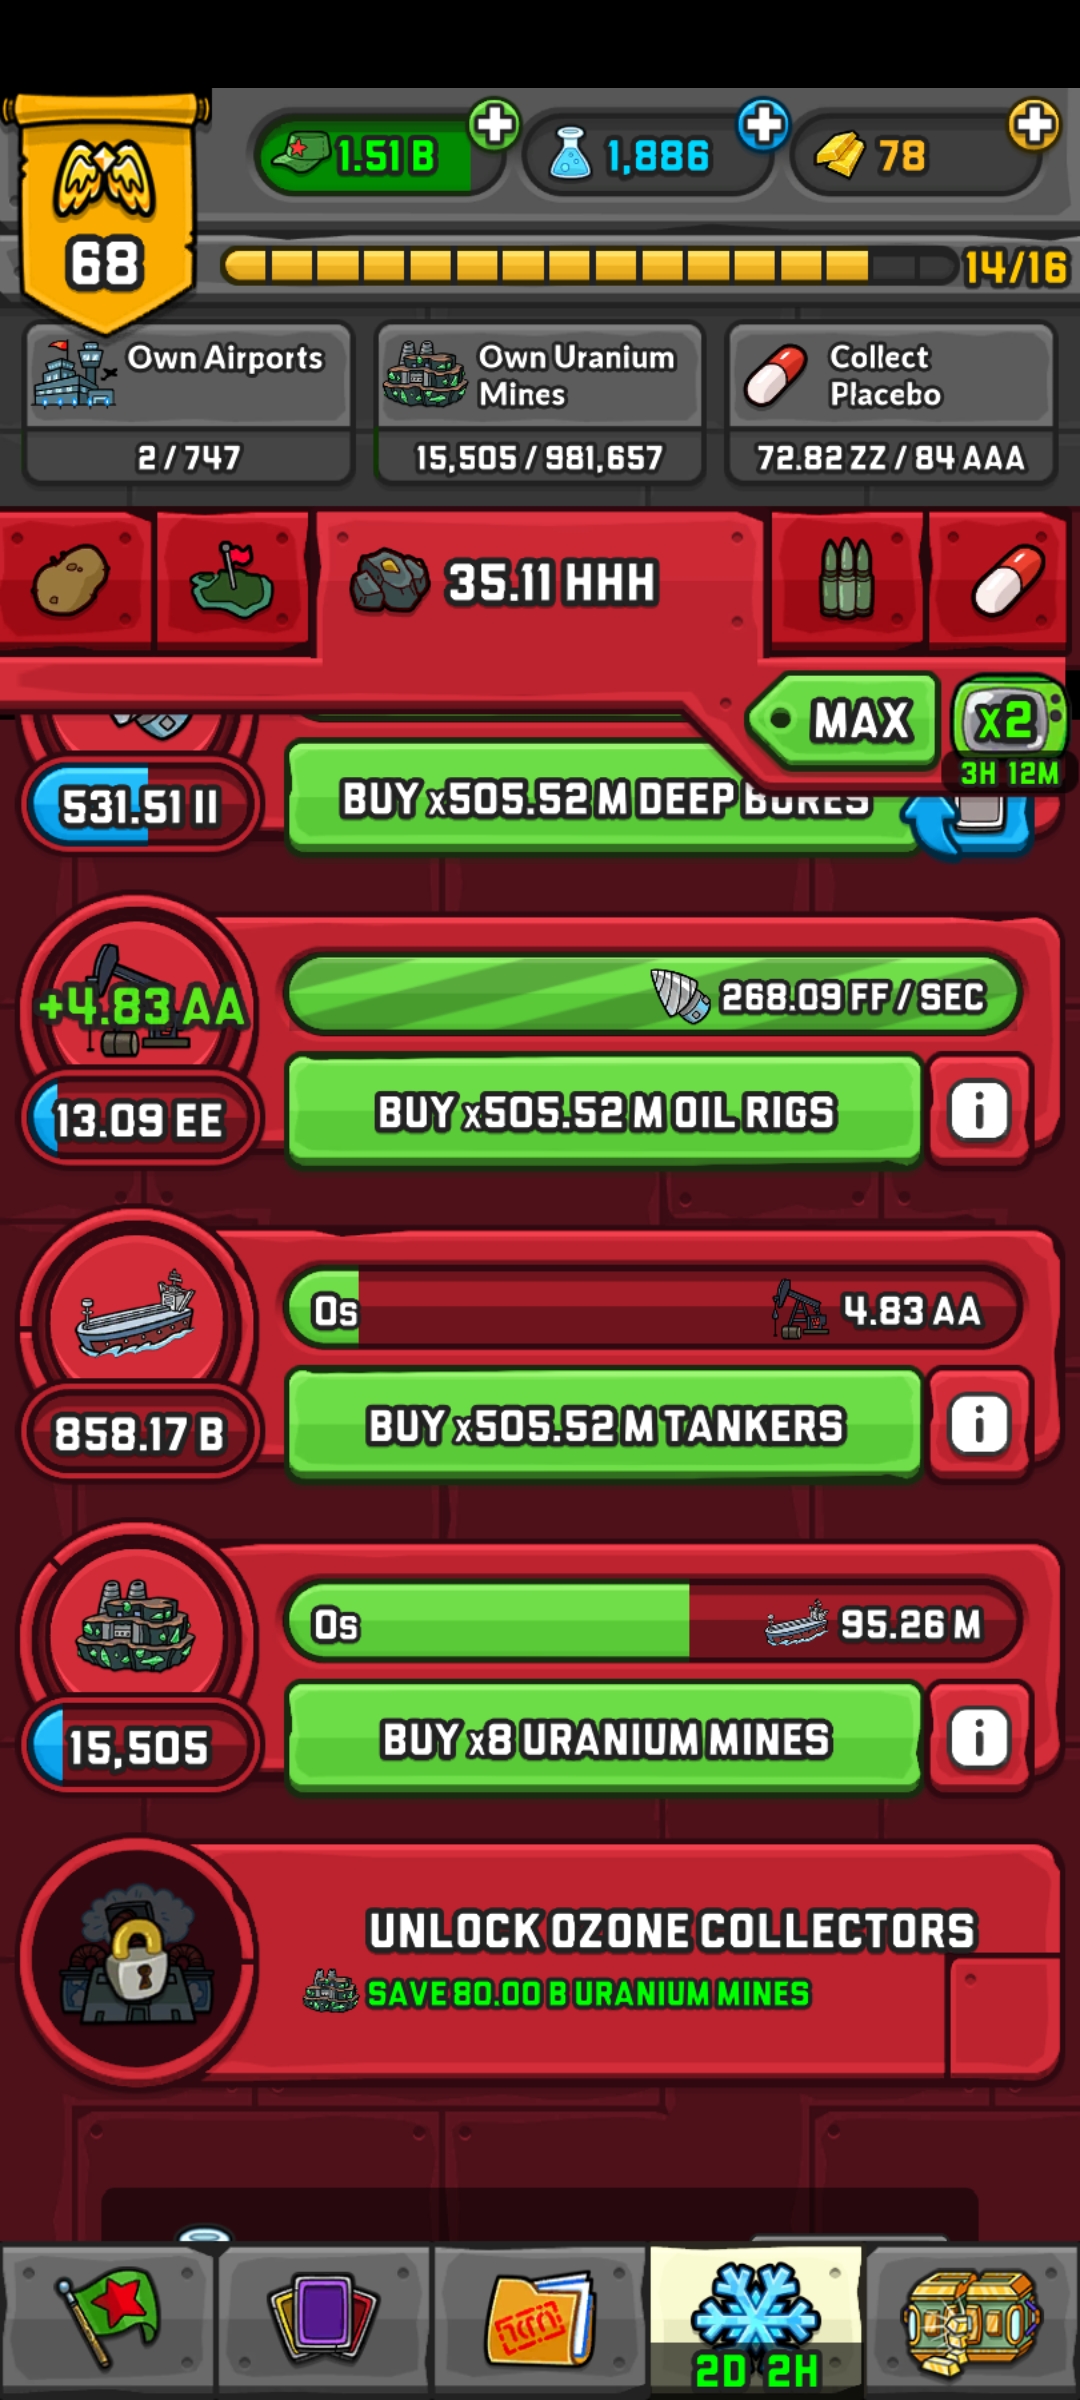 1.51 B
1,886
78
68
14/16
Own Airports
2 / 747
Own Uranium
Mines
15,505 / 981,657
Collect
Placebo
72.82 ZZ / 84 AAA
35.11 HHH
MAX
x2
3H 12M
531.51 II
BUY x505.52 M DEEP BORES
+4.83 AA
268.09 FF / SEC
13.09 EE
BUY x505.52 M OIL RIGS
i
0s
4.83 AA
858.17 B
BUY x505.52 M TANKERS
i
0s
95.26 M
15,505
BUY x8 URANIUM MINES
i
UNLOCK OZONE COLLECTORS
SAVE 80.00 B URANIUM MINES
2D 2H